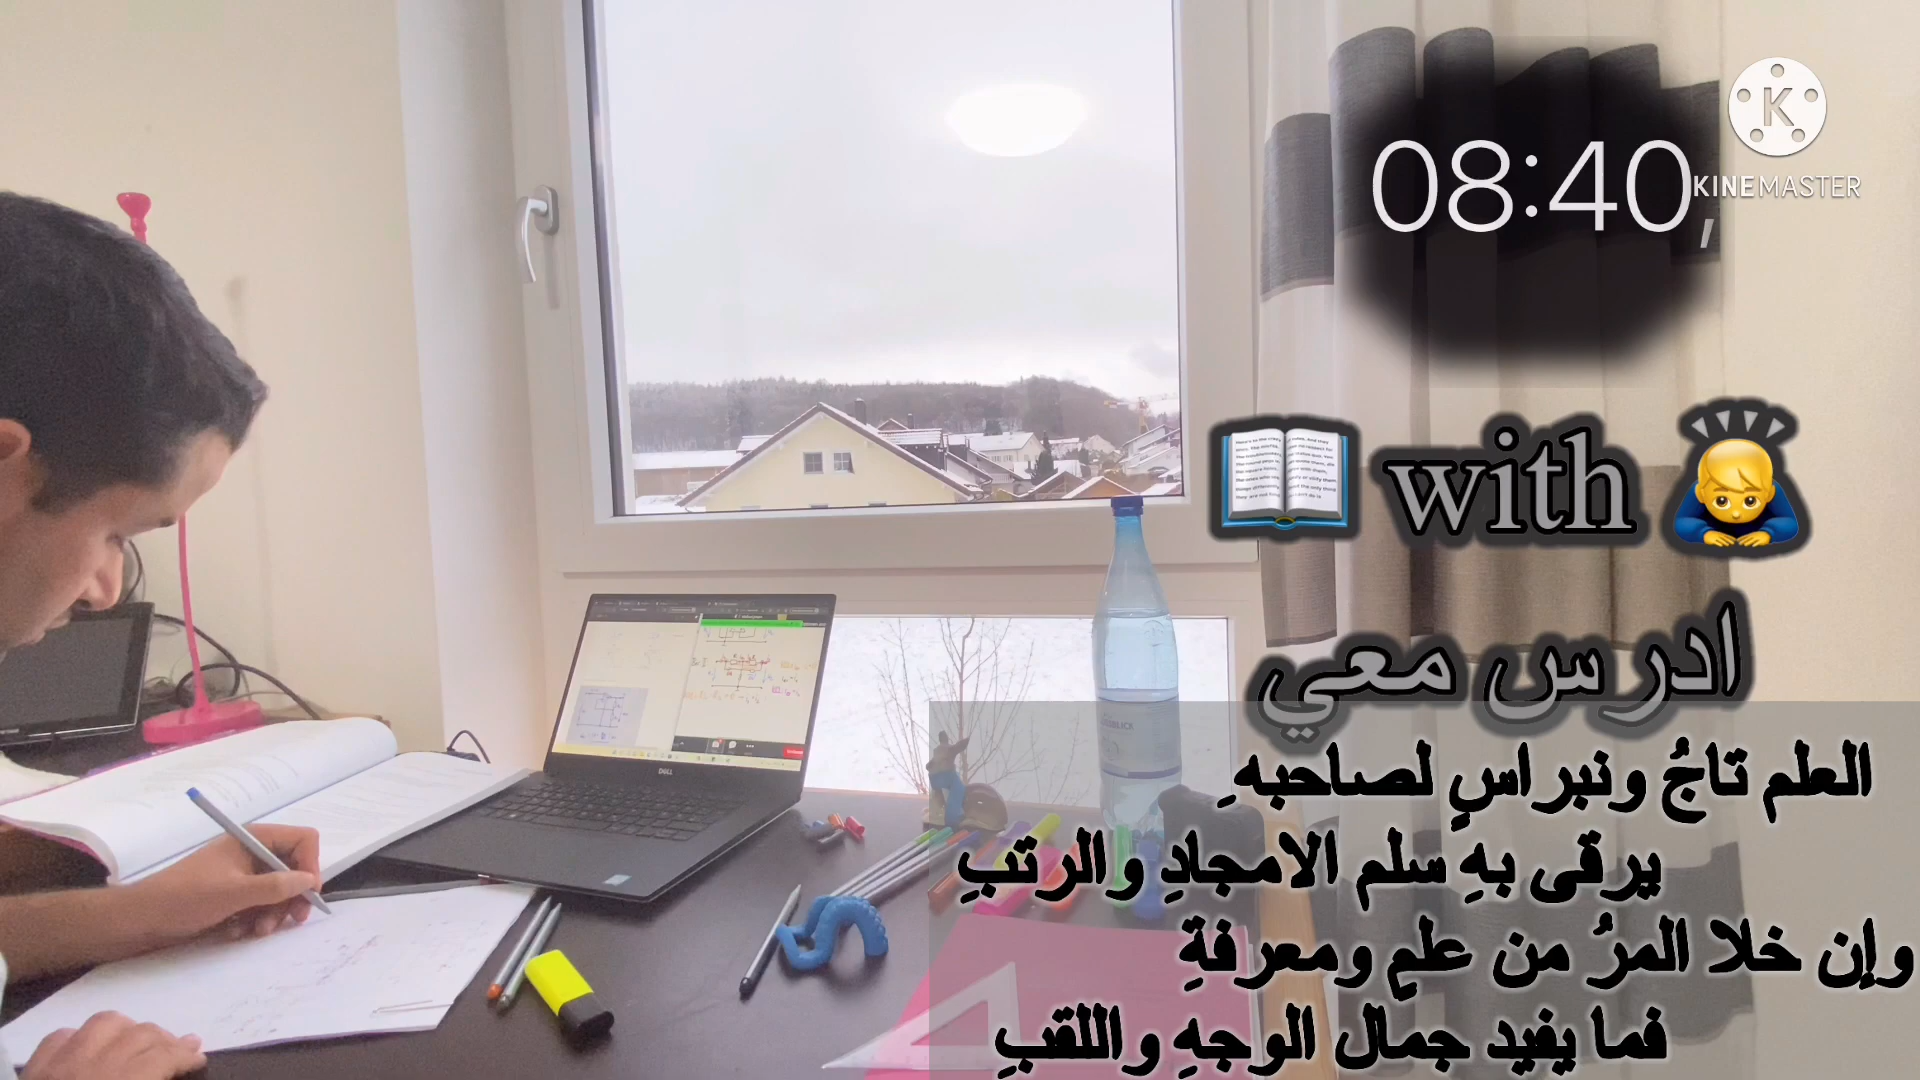 08:40,
KINEMASTER
with
ادرس معي
العلم تاجُ ونبراسٍ لصاحبهِ
يرقى بهِ سلم الامجادِ والرتبِ
وإن خلا المرُ من علمٍ ومعرفةِ
فما يفيد جمال الوجهِ واللقبِ
DELL